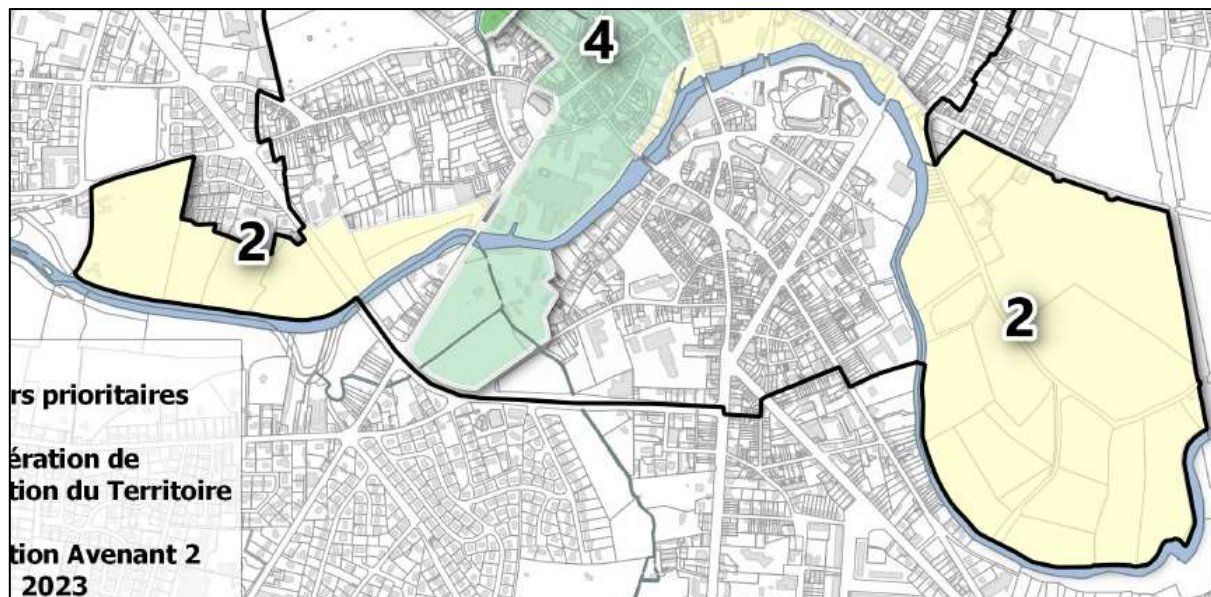 4
2
2
rs prioritaires
ération de
tion du Territoire
tion Avenant 2
2023